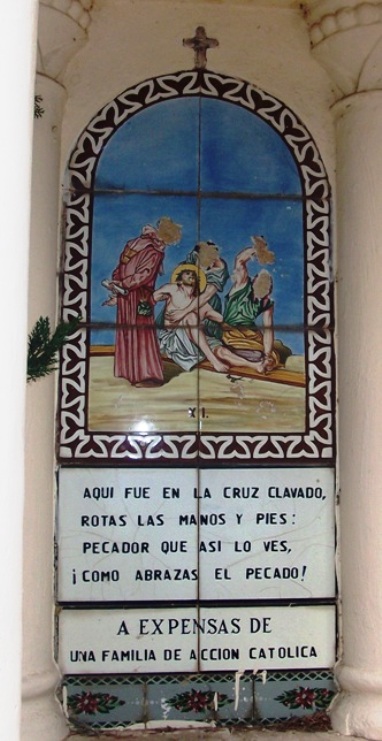 XI.
AQUI FUE EN LA CRUZ CLAVADO,
ROTAS LAS MANOS Y PIES:
PECADOR QUE ASI LO VES,
¡COMO ABRAZAS EL PECADO!
A EXPENSAS DE
UNA FAMILIA DE ACCION CATOLICA